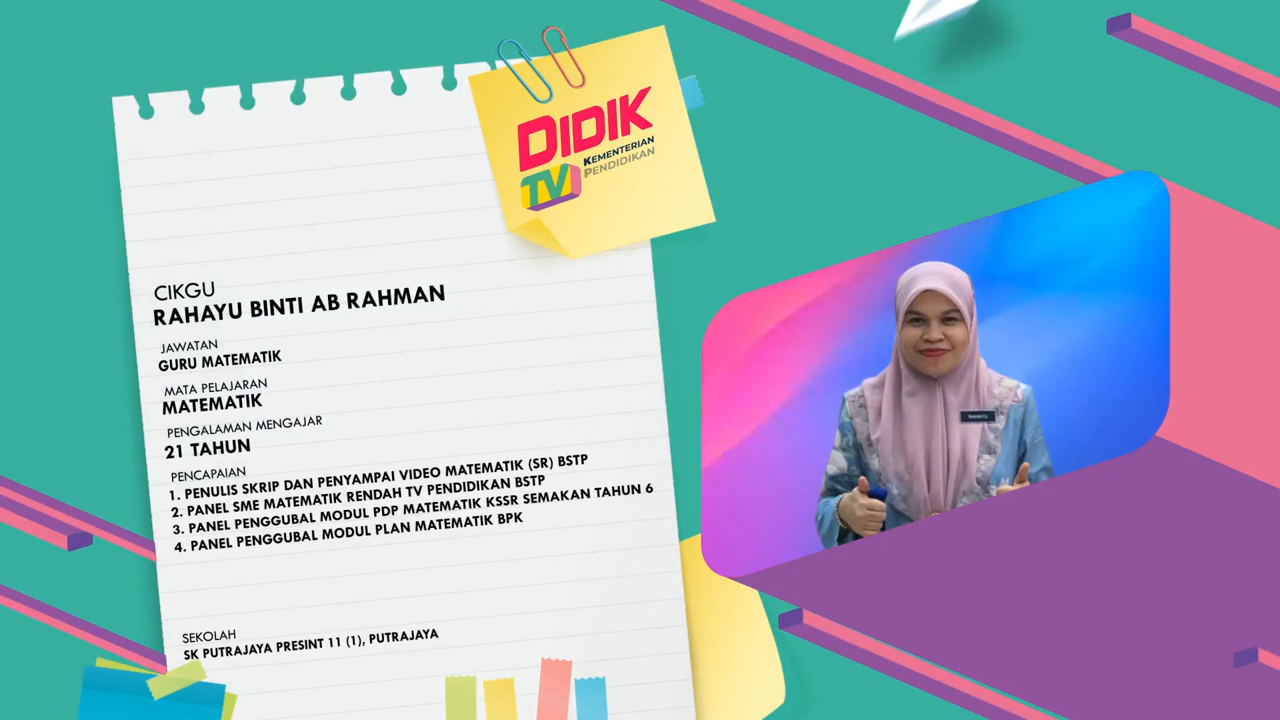 DIDIK
TV
KEMENTERIAN
PENDIDIKAN
CIKGU
RAHAYU BINTI AB RAHMAN
JAWATAN
GURU MATEMATIK
MATA PELAJARAN
MATEMATIK
PENGALAMAN MENGAJAR
21 TAHUN
PENCAPAIAN
1. PENULIS SKRIP DAN PENYAMPAI VIDEO MATEMATIK (SR) BSTP
2. PANEL SME MATEMATIK RENDAH TV PENDIDIKAN BSTP
3. PANEL PENGGUBAL MODUL PDP MATEMATIK KSSR SEMAKAN TAHUN 6
4. PANEL PENGGUBAL MODUL PLAN MATEMATIK BPK
SEKOLAH
SK PUTRAJAYA PRESINT 11 (1), PUTRAJAYA